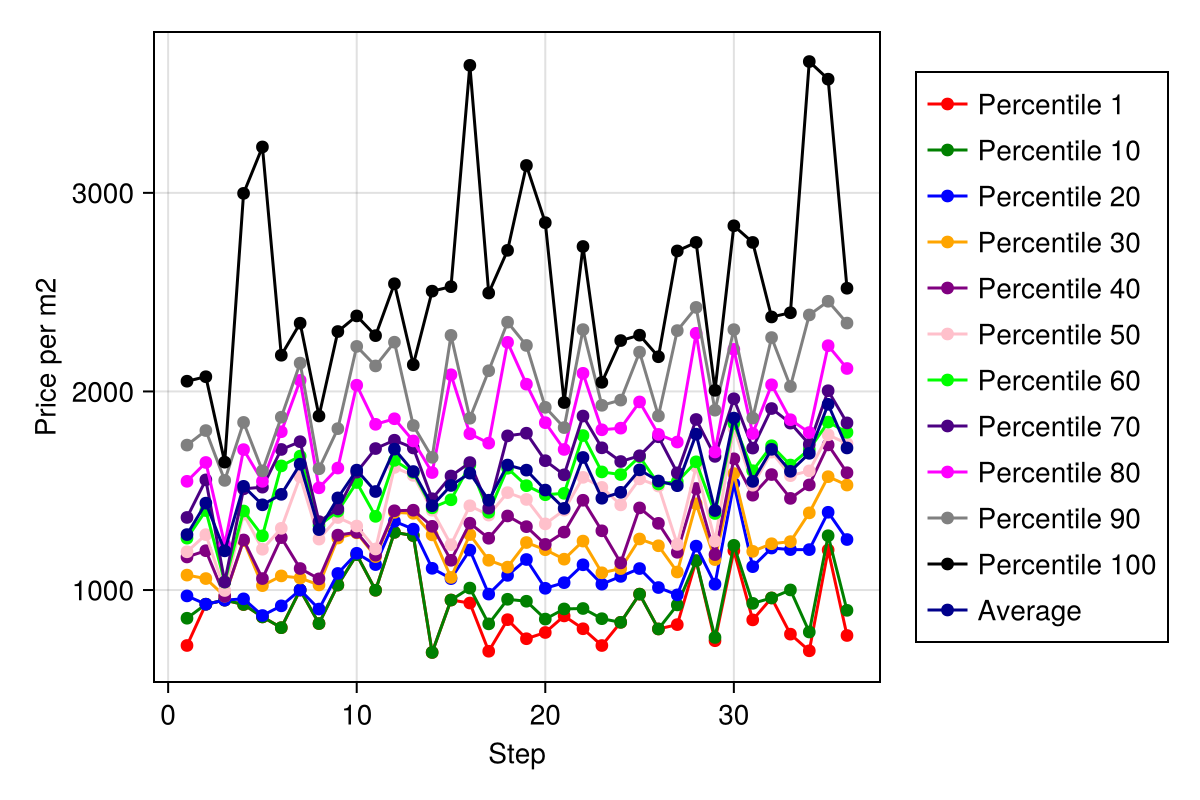 Price per m2
3000
2000
1000
0
10
20
30
Step
Percentile 1
Percentile 10
Percentile 20
Percentile 30
Percentile 40
Percentile 50
Percentile 60
Percentile 70
Percentile 80
Percentile 90
Percentile 100
Average